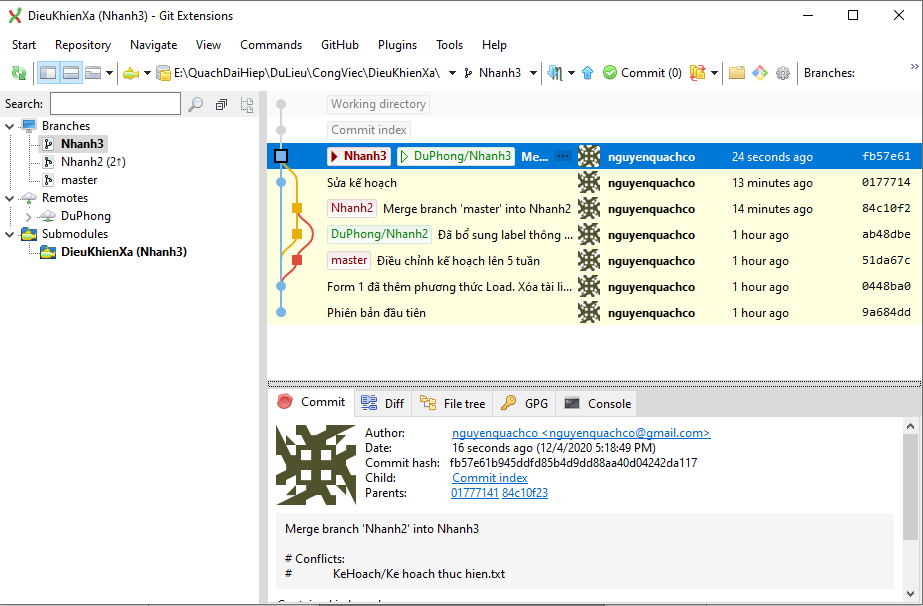 DieuKhienXa (Nhanh3) - Git Extensions
Start Repository Navigate View Commands GitHub Plugins Tools Help
E:\QuachDaiHiep\DuLieu\CongViec\DieuKhienXa\ Nhanh3 Commit (0) Branches: »
Search:
Branches
Nhanh3
Nhanh2 (2↑)
master
Remotes
DuPhong
Submodules
DieuKhienXa (Nhanh3)
Working directory
Commit index
Nhanh3 DuPhong/Nhanh3 Me... ... nguyenquachco 24 seconds ago fb57e61
Sửa kế hoạch nguyenquachco 13 minutes ago 0177714
Nhanh2 Merge branch 'master' into Nhanh2 nguyenquachco 14 minutes ago 84c10f2
DuPhong/Nhanh2 Đã bổ sung label thông ... nguyenquachco 1 hour ago ab48dbe
master Điều chỉnh kế hoạch lên 5 tuần nguyenquachco 1 hour ago 51da67c
Form 1 đã thêm phương thức Load. Xóa tài li... nguyenquachco 1 hour ago 0448ba0
Phiên bản đầu tiên nguyenquachco 1 hour ago 9a684dd
Commit Diff File tree GPG Console
Author: nguyenquachco <nguyenquachco@gmail.com>
Date: 16 seconds ago (12/4/2020 5:18:49 PM)
Commit hash: fb57e61b945ddfd85b4d9dd88aa40d04242da117
Child: Commit index
Parents: 01777141 84c10f23
Merge branch 'Nhanh2' into Nhanh3
# Conflicts:
# KeHoach/Ke hoach thuc hien.txt